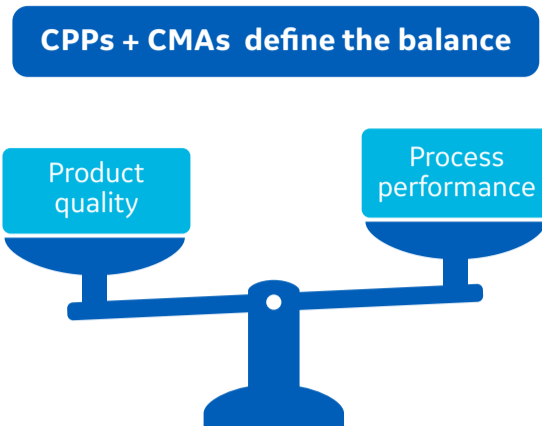 CPPs + CMAs define the balance
Product
quality
Process
performance